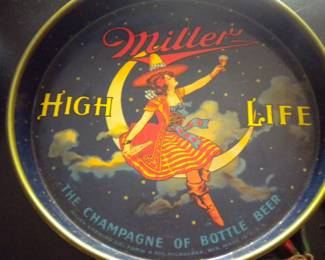 Miller
HIGH LIFE
THE CHAMPAGNE OF BOTTLE BEER